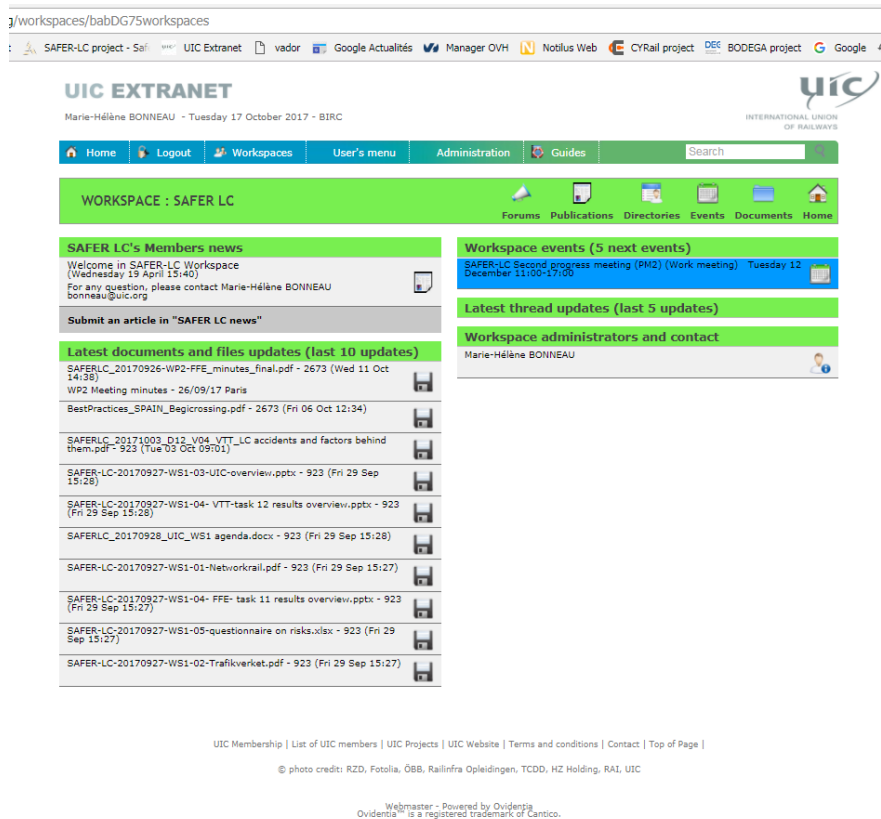 g/workspaces/babDG75workspaces
SAFER-LC project - Saf UIC Extranet vador Google Actualités Manager OVH Notilus Web CYRail project BODEGA project Google
UIC EXTRANET
Marie-Hélène BONNEAU - Tuesday 17 October 2017 - BIRC
uic
INTERNATIONAL UNION
OF RAILWAYS
Home Logout Workspaces User's menu Administration Guides Search
WORKSPACE : SAFER LC
Forums Publications Directories Events Documents Home
SAFER LC's Members news
Welcome in SAFER-LC Workspace
(Wednesday 19 April 15:40)
For any question, please contact Marie-Hélène BONNEAU
bonneau@uic.org
Submit an article in "SAFER LC news"
Latest documents and files updates (last 10 updates)
SAFERLC_20170926-WP2-FFE_minutes_final.pdf - 2673 (Wed 11 Oct
14:38)
WP2 Meeting minutes - 26/09/17 Paris
BestPractices_SPAIN_Begicrossing.pdf - 2673 (Fri 06 Oct 12:34)
SAFERLC_20171003_D12_V04_VTT_LC accidents and factors behind
them.pdf - 923 (Tue 03 Oct 09:01)
SAFER-LC-20170927-WS1-03-UIC-overview.pptx - 923 (Fri 29 Sep
15:28)
SAFER-LC-20170927-WS1-04- VTT-task 12 results overview.pptx - 923
(Fri 29 Sep 15:28)
SAFERLC_20170928_UIC_WS1 agenda.docx - 923 (Fri 29 Sep 15:28)
SAFER-LC-20170927-WS1-01-Networkrail.pdf - 923 (Fri 29 Sep 15:27)
SAFER-LC-20170927-WS1-04- FFE- task 11 results overview.pptx - 923
(Fri 29 Sep 15:27)
SAFER-LC-20170927-WS1-05-questionnaire on risks.xlsx - 923 (Fri 29
Sep 15:27)
SAFER-LC-20170927-WS1-02-Trafikverket.pdf - 923 (Fri 29 Sep 15:27)
Workspace events (5 next events)
SAFER-LC Second progress meeting (PM2) (Work meeting) Tuesday 12
December 11:00-17:00
Latest thread updates (last 5 updates)
Workspace administrators and contact
Marie-Hélène BONNEAU
UIC Membership | List of UIC members | UIC Projects | UIC Website | Terms and conditions | Contact | Top of Page |
© photo credit: RZD, Fotolia, ÖBB, Railinfra Opleidingen, TCDD, HZ Holding, RAI, UIC
Webmaster - Powered by Ovidentia
Ovidentia™ is a registered trademark of Cantico.